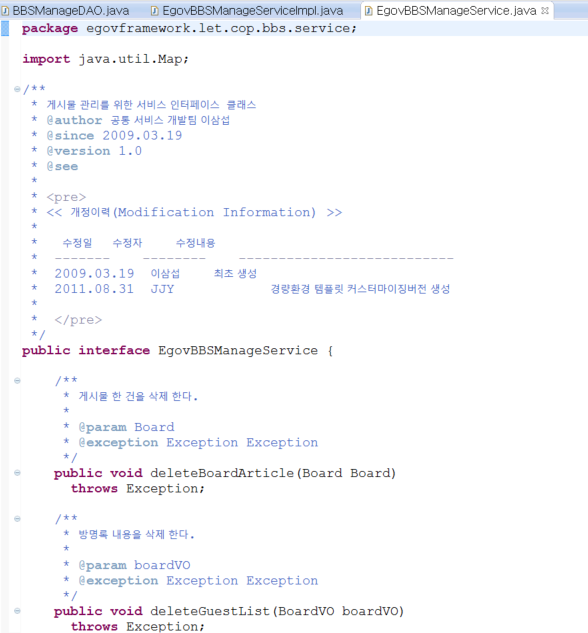 BBSManageDAO.java EgovBBSManageServiceImpl.java EgovBBSManageService.java
package egovframework.let.cop.bbs.service;
import java.util.Map;
/**
* 게시물 관리를 위한 서비스 인터페이스 클래스
* @author 공통 서비스 개발팀 이삼섭
* @since 2009.03.19
* @version 1.0
* @see
*
* <pre>
* << 개정이력(Modification Information) >>
*
* 수정일 수정자 수정내용
* ------- -------- ---------------------------
* 2009.03.19 이삼섭 최초 생성
* 2011.08.31 JJY 경량환경 템플릿 커스터마이징버전 생성
*
* </pre>
*/
public interface EgovBBSManageService {
/**
* 게시물 한 건을 삭제 한다.
*
* @param Board
* @exception Exception Exception
*/
public void deleteBoardArticle(Board Board)
throws Exception;
/**
* 방명록 내용을 삭제 한다.
*
* @param boardVO
* @exception Exception Exception
*/
public void deleteGuestList(BoardVO boardVO)
throws Exception;